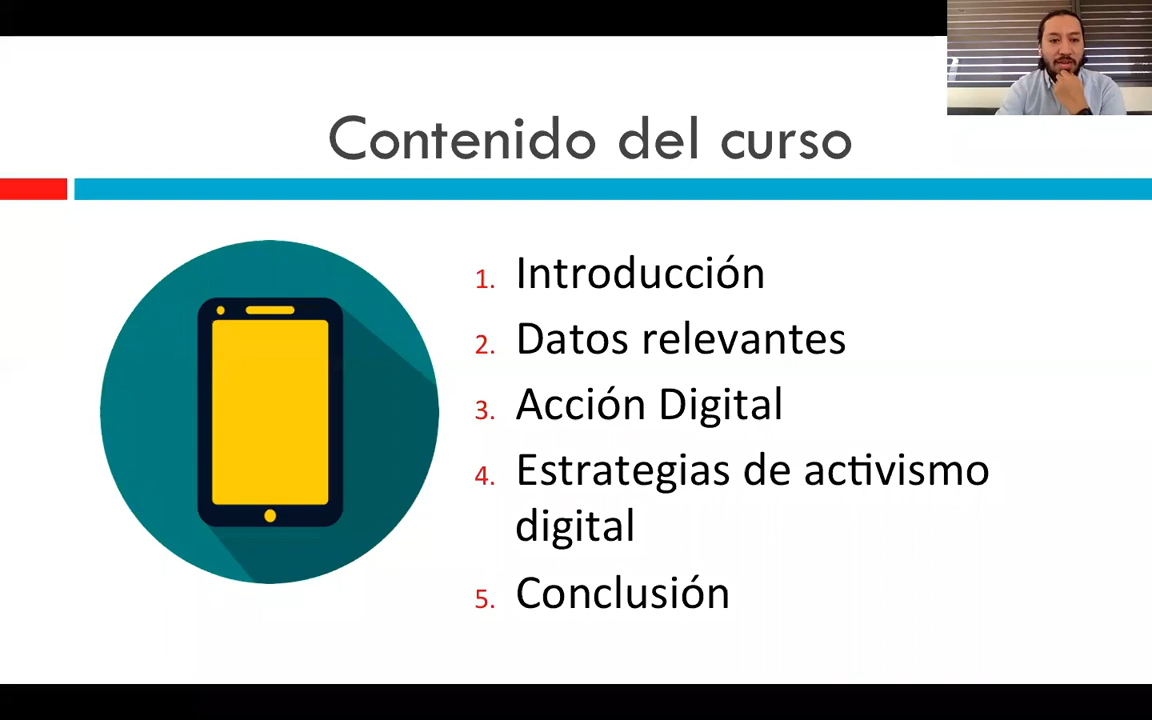 Contenido del curso
1. Introducción
2. Datos relevantes
3. Acción Digital
4. Estrategias de activismo
digital
5. Conclusión